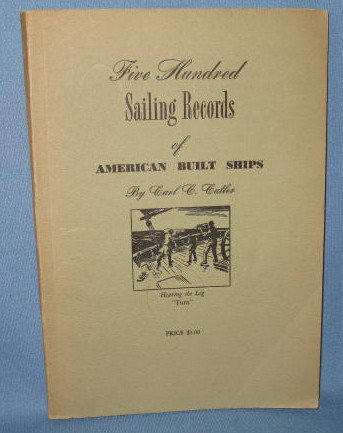 Five Hundred
Sailing Records
of
AMERICAN BUILT SHIPS
By Carl C. Cutler
Heaving the Log
"Turn"
PRICE $1.00